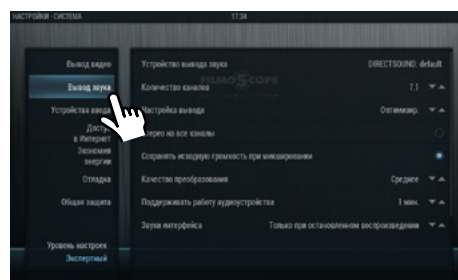 НАСТРОЙКИ - СИСТЕМА
17:34
FILMOSCOPE
Вывод видео
Вывод звука
Устройства ввода
Доступ
в Интернет
Экономия
энергии
Отладка
Общая защита
Уровень настроек
Экспертный
Устройство вывода звука DIRECTSOUND: default
Количество каналов 7.1
Настройка вывода Оптимизир.
Стерео на все каналы
Сохранять исходную громкость при микшировании
Качество преобразования Среднее
Поддерживать работу аудиоустройства 1 мин.
Звуки интерфейса Только при остановленном воспроизведении